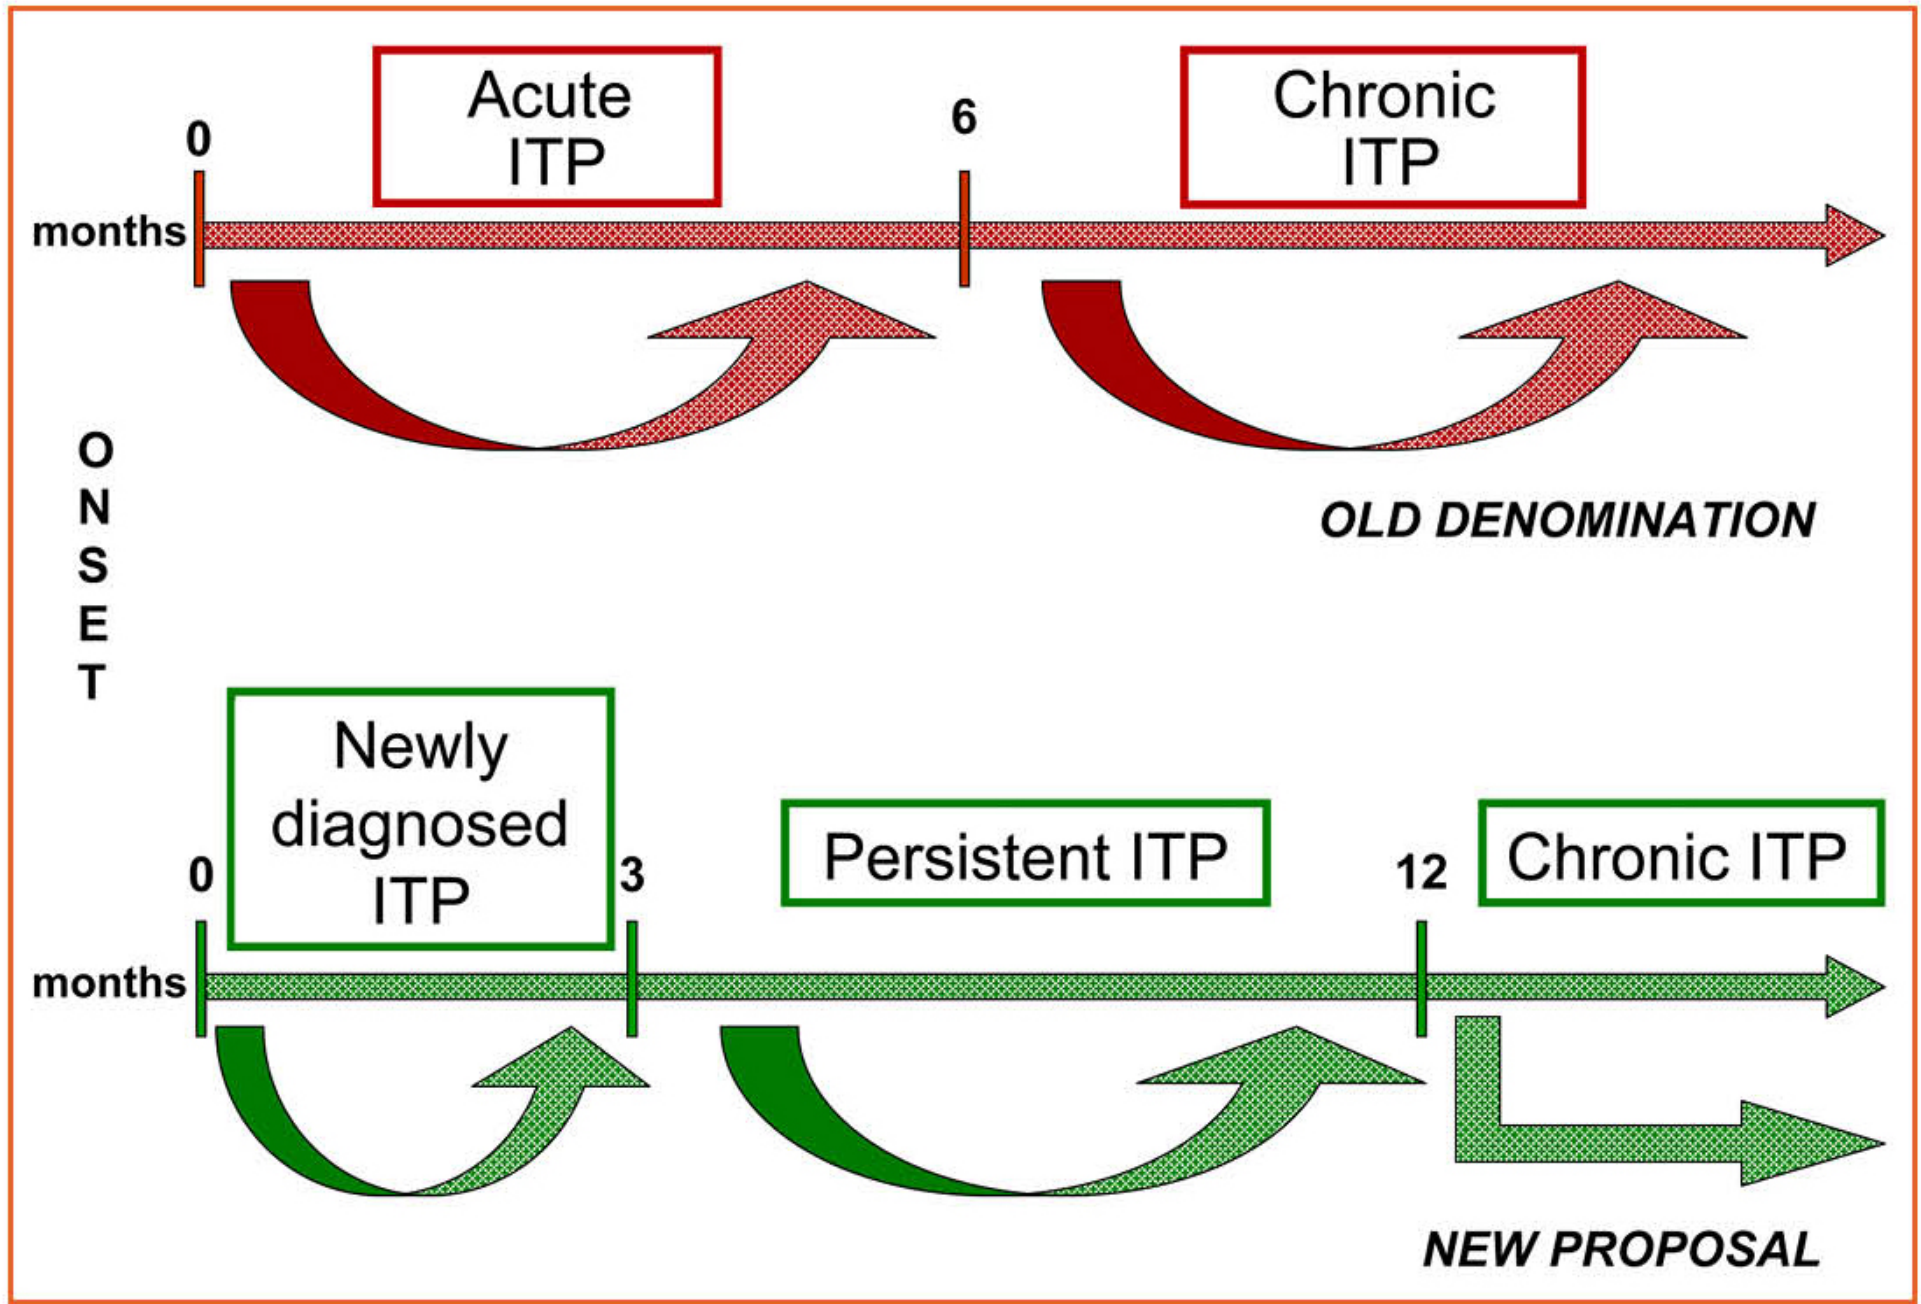 0
Acute
ITP
6
Chronic
ITP
months
O
N
S
E
T
OLD DENOMINATION
0
Newly
diagnosed
ITP
3
Persistent ITP
12
Chronic ITP
months
NEW PROPOSAL